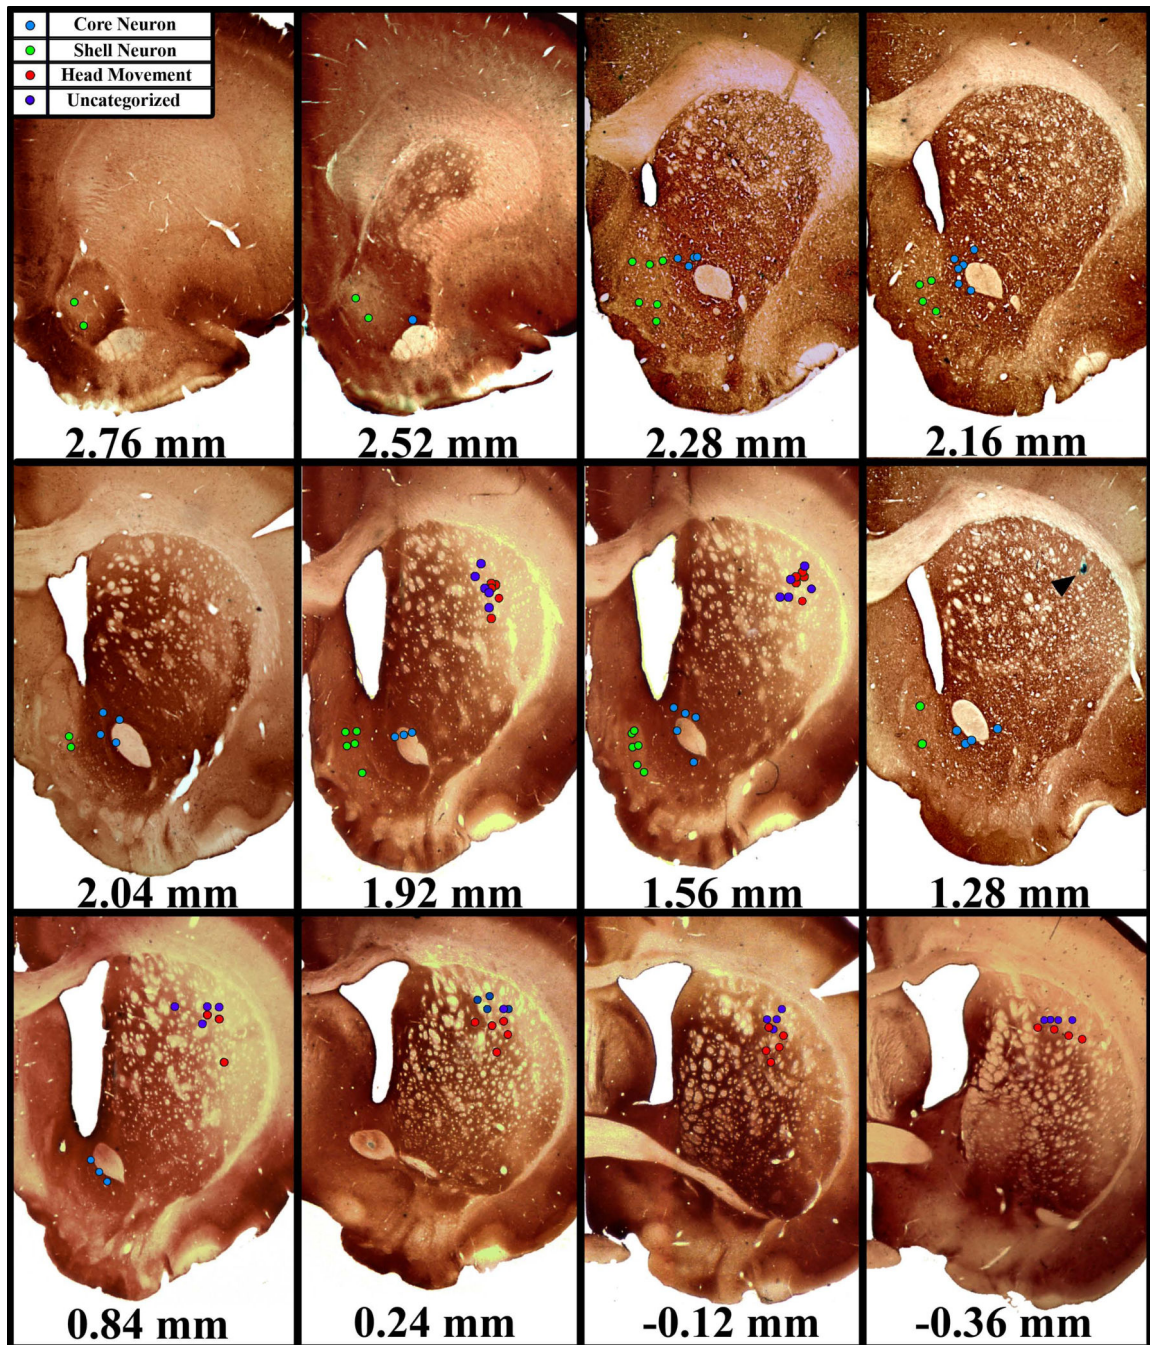 Core Neuron
Shell Neuron
Head Movement
Uncategorized
2.76 mm
2.52 mm
2.28 mm
2.16 mm
2.04 mm
1.92 mm
1.56 mm
1.28 mm
0.84 mm
0.24 mm
-0.12 mm
-0.36 mm